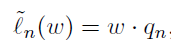 ℓ̃ₙ(w) = w · qₙ,